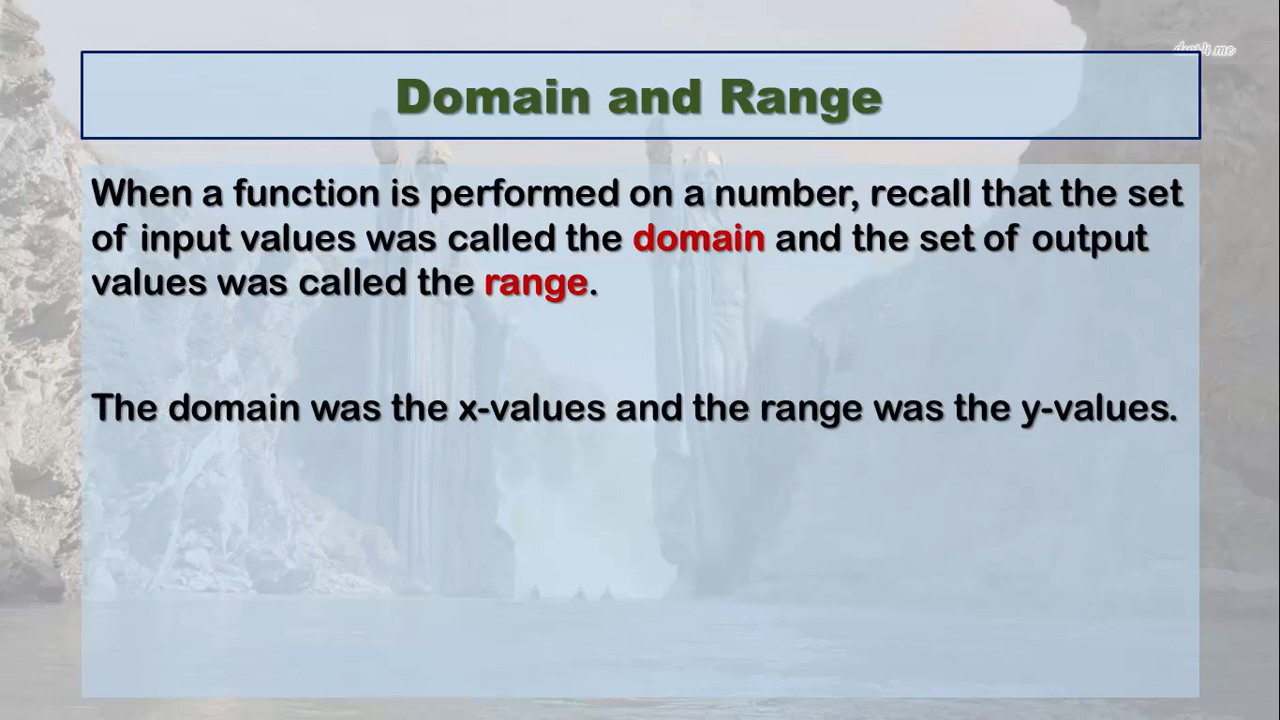 Domain and Range
When a function is performed on a number, recall that the set
of input values was called the domain and the set of output
values was called the range.
The domain was the x-values and the range was the y-values.